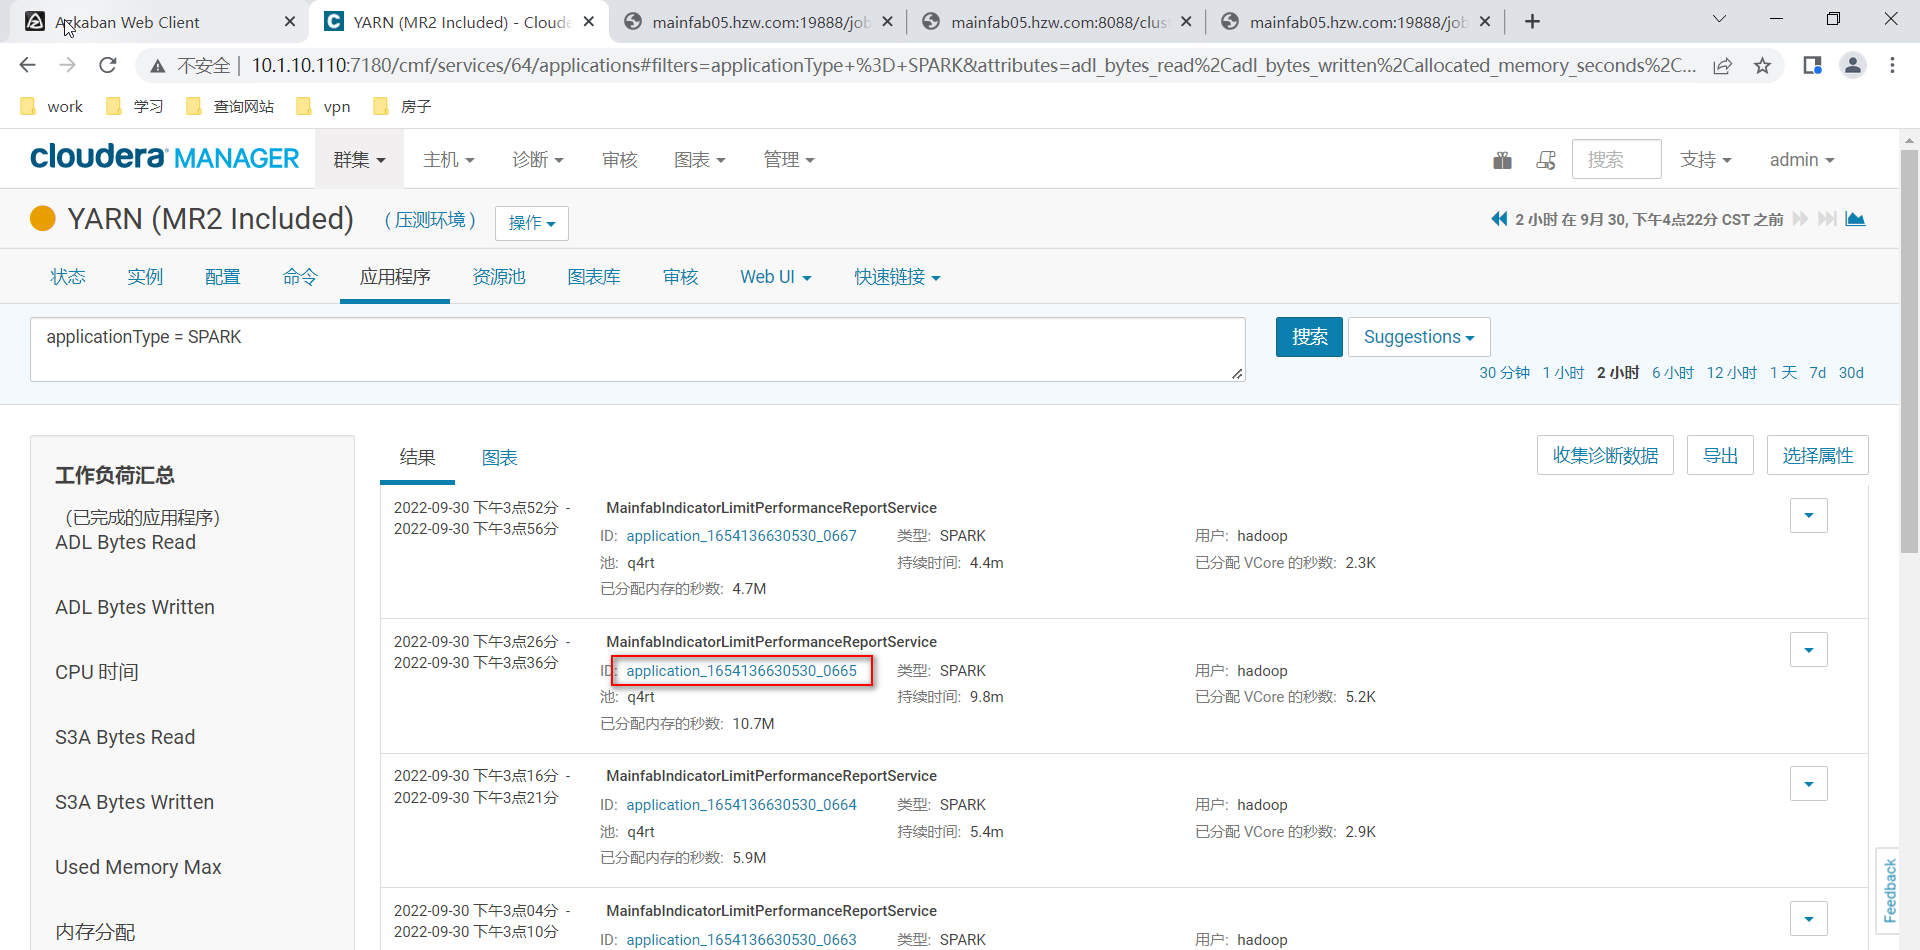 Azkaban Web Client
YARN (MR2 Included) - Cloude
mainfab05.hzw.com:19888/job
mainfab05.hzw.com:8088/clus
mainfab05.hzw.com:19888/job
不安全 | 10.1.10.110:7180/cmf/services/64/applications#filters=applicationType+%3D+SPARK&attributes=adl_bytes_read%2Cadl_bytes_written%2Callocated_memory_seconds%2C...
work 学习 查询网站 vpn 房子
cloudera MANAGER 群集 主机 诊断 审核 图表 管理 搜索 支持 admin
YARN (MR2 Included) （压测环境） 操作 2 小时 在 9月 30, 下午4点22分 CST 之前
状态 实例 配置 命令 应用程序 资源池 图表库 审核 Web UI 快速链接
applicationType = SPARK
搜索 Suggestions
30 分钟 1 小时 2 小时 6 小时 12 小时 1 天 7d 30d
工作负荷汇总
（已完成的应用程序）
ADL Bytes Read
ADL Bytes Written
CPU 时间
S3A Bytes Read
S3A Bytes Written
Used Memory Max
内存分配
结果 图表 收集诊断数据 导出 选择属性
2022-09-30 下午3点52分 -
2022-09-30 下午3点56分
MainfabIndicatorLimitPerformanceReportService
ID: application_1654136630530_0667 类型: SPARK 用户: hadoop
池: q4rt 持续时间: 4.4m 已分配 VCore 的秒数: 2.3K
已分配内存的秒数: 4.7M
2022-09-30 下午3点26分 -
2022-09-30 下午3点36分
MainfabIndicatorLimitPerformanceReportService
ID: application_1654136630530_0665 类型: SPARK 用户: hadoop
池: q4rt 持续时间: 9.8m 已分配 VCore 的秒数: 5.2K
已分配内存的秒数: 10.7M
2022-09-30 下午3点16分 -
2022-09-30 下午3点21分
MainfabIndicatorLimitPerformanceReportService
ID: application_1654136630530_0664 类型: SPARK 用户: hadoop
池: q4rt 持续时间: 5.4m 已分配 VCore 的秒数: 2.9K
已分配内存的秒数: 5.9M
2022-09-30 下午3点04分 -
2022-09-30 下午3点10分
MainfabIndicatorLimitPerformanceReportService
ID: application_1654136630530_0663 类型: SPARK 用户: hadoop
Feedback